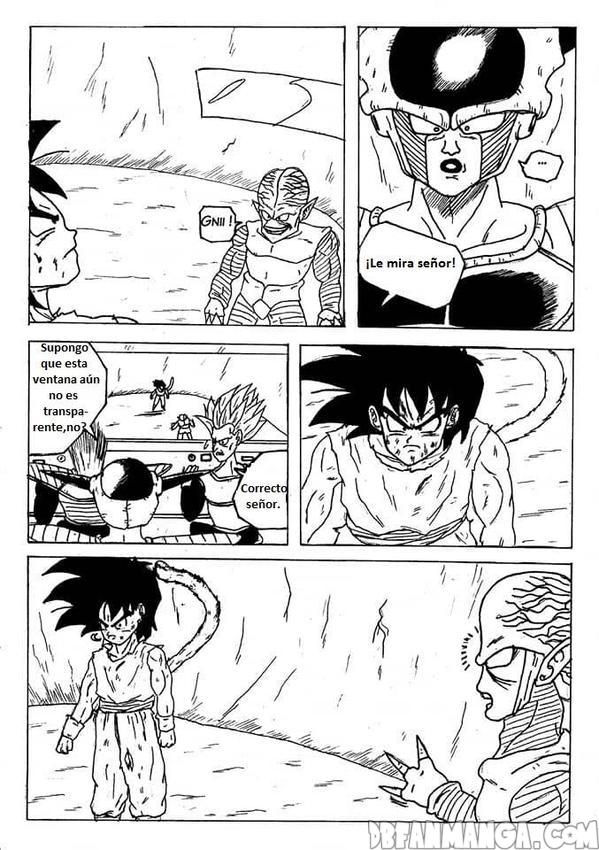 GNII !
...
¡Le mira señor!
Supongo
que esta
ventana aún
no es
transpa-
rente,no?
Correcto
señor.
DBFANMANGA.COM